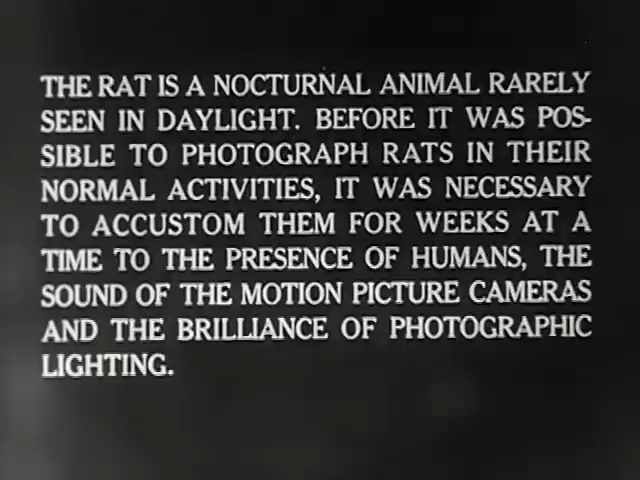 THE RAT IS A NOCTURNAL ANIMAL RARELY
SEEN IN DAYLIGHT. BEFORE IT WAS POS-
SIBLE TO PHOTOGRAPH RATS IN THEIR
NORMAL ACTIVITIES, IT WAS NECESSARY
TO ACCUSTOM THEM FOR WEEKS AT A
TIME TO THE PRESENCE OF HUMANS, THE
SOUND OF THE MOTION PICTURE CAMERAS
AND THE BRILLIANCE OF PHOTOGRAPHIC
LIGHTING.